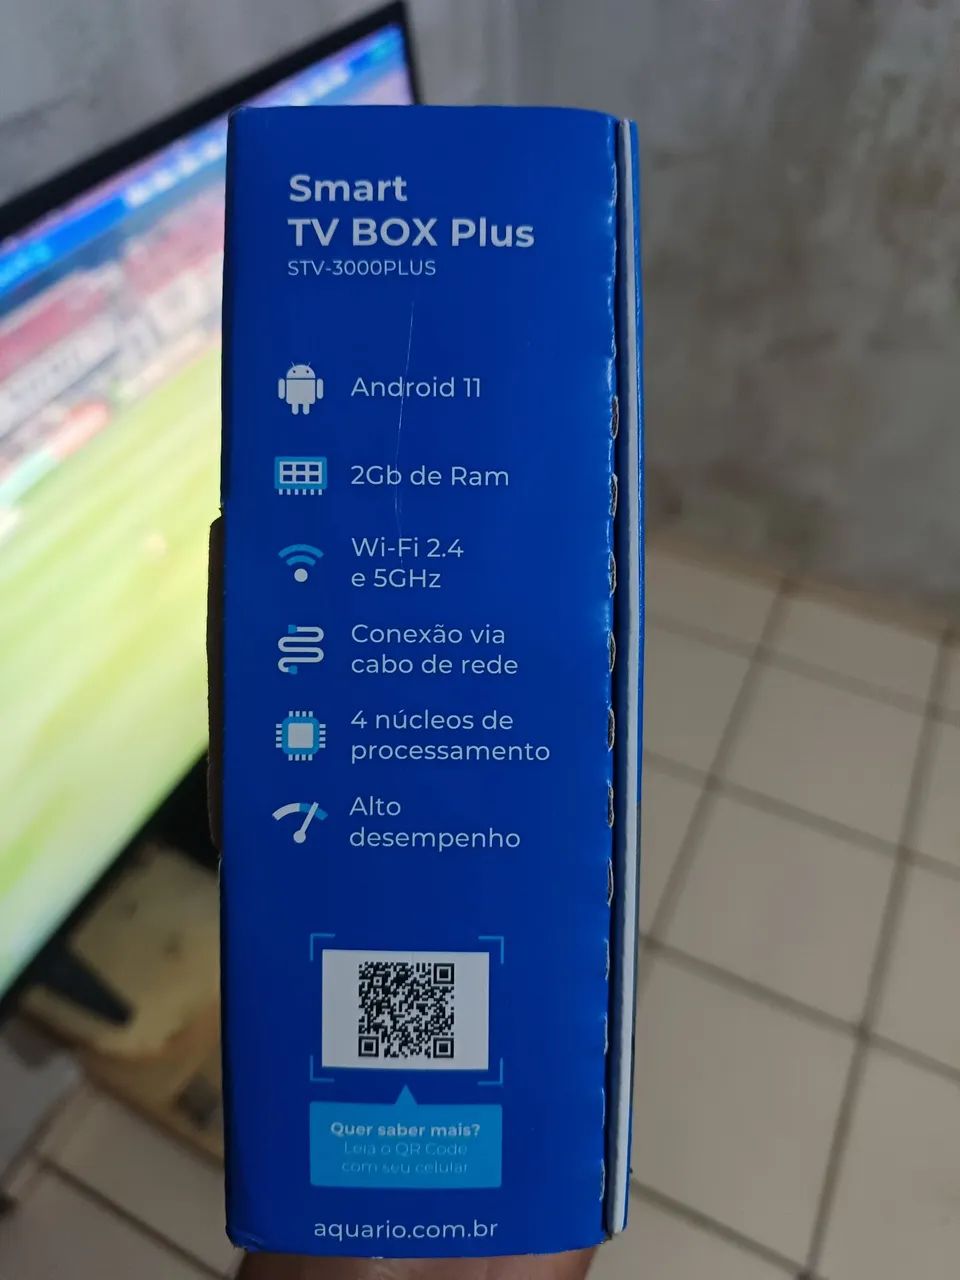 Smart
TV BOX Plus
STV-3000PLUS
Android 11
2Gb de Ram
Wi-Fi 2.4
e 5GHz
Conexão via
cabo de rede
4 núcleos de
processamento
Alto
desempenho
Quer saber mais?
Leia o QR Code
com seu celular
aquario.com.br